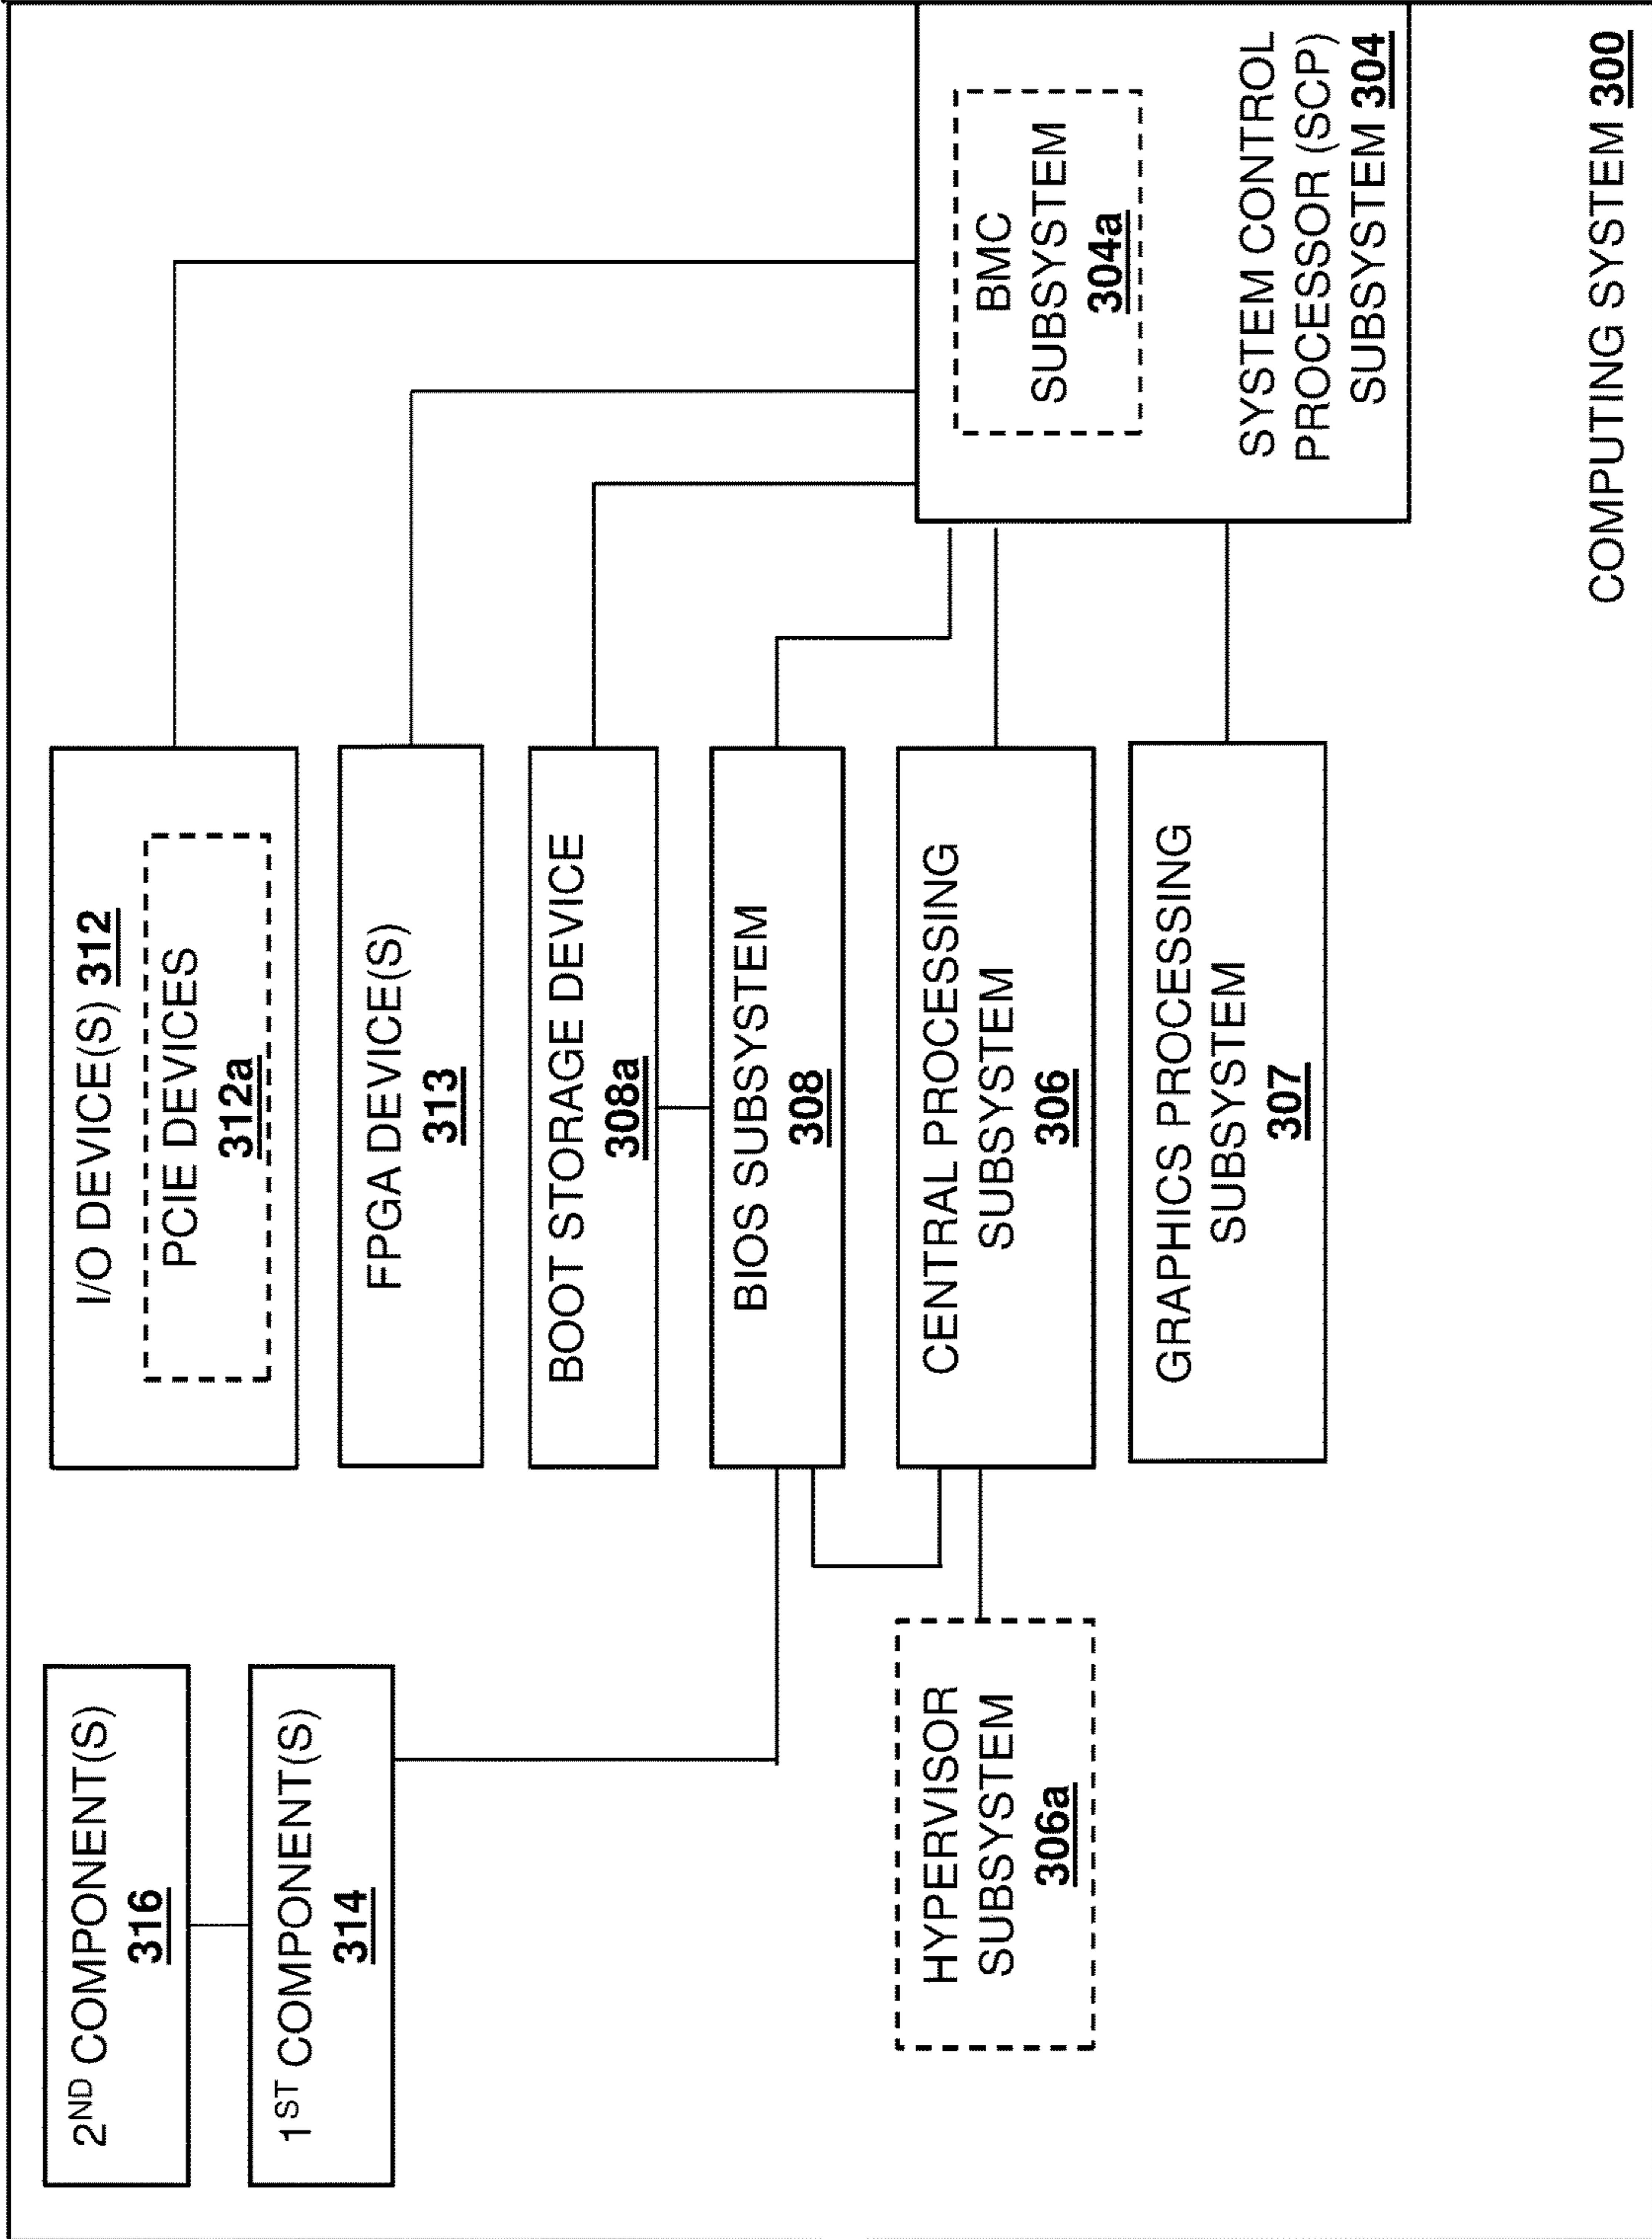 2ND COMPONENT(S)
316
1ST COMPONENT(S)
314
HYPERVISOR
SUBSYSTEM
306a
I/O DEVICE(S) 312
PCIE DEVICES
312a
FPGA DEVICE(S)
313
BOOT STORAGE DEVICE
308a
BIOS SUBSYSTEM
308
CENTRAL PROCESSING
SUBSYSTEM
306
GRAPHICS PROCESSING
SUBSYSTEM
307
BMC
SUBSYSTEM
304a
SYSTEM CONTROL
PROCESSOR (SCP)
SUBSYSTEM 304
COMPUTING SYSTEM 300